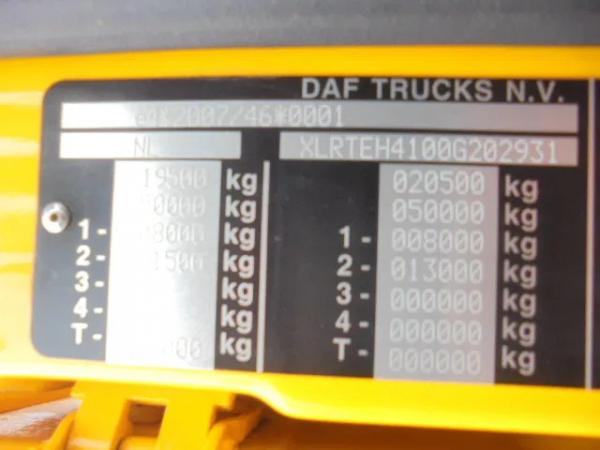 DAF TRUCKS N.V.
2007/46*0001
NL XLRTEH4100G202931
19500 kg 020500 kg
kg 050000 kg
1- kg 1- 008000 kg
2- kg 2- 013000 kg
3- kg 3- 000000 kg
4- kg 4- 000000 kg
T- kg T- 000000 kg